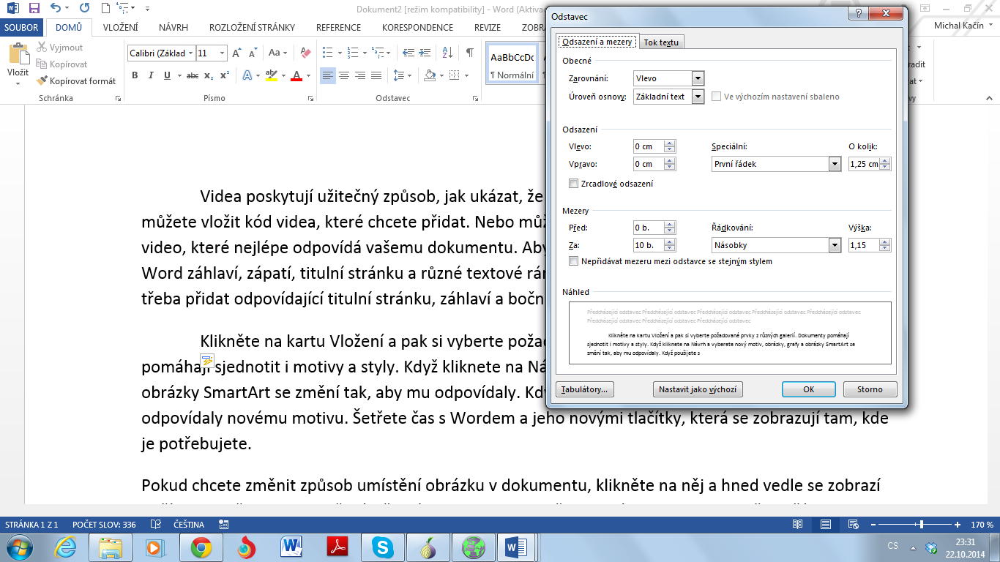 Dokument2 [režim kompatibility] - Word (Aktivac
SOUBOR DOMŮ VLOŽENÍ NÁVRH ROZLOŽENÍ STRÁNKY REFERENCE KORESPONDENCE REVIZE ZOBRA
Michal Kačín
Vložit
Vyjmout
Kopírovat
Kopírovat formát
Schránka
Calibri (Základ 11
Aa
B I U abc x₂ x²
Písmo
Odstavec
AaBbCcDc
¶ Normální
Odstavec
Odsazení a mezery Tok textu
Obecné
Zarovnání: Vlevo
Úroveň osnovy: Základní text Ve výchozím nastavení sbaleno
Odsazení
Vlevo: 0 cm Speciální: O kolik:
Vpravo: 0 cm První řádek 1,25 cm
Zrcadlové odsazení
Mezery
Před: 0 b. Řádkování: Výška:
Za: 10 b. Násobky 1,15
Nepřidávat mezeru mezi odstavce se stejným stylem
Náhled
Předcházející odstavec Předcházející odstavec Předcházející odstavec Předcházející odstavec Předcházející odstavec
Předcházející odstavec Předcházející odstavec Předcházející odstavec
Klikněte na kartu Vložení a pak si vyberte požadované prvky z různých galerií. Dokumenty pomáhají
sjednotit i motivy a styly. Když kliknete na Návrh a vyberete nový motiv, obrázky, grafy a obrázky SmartArt se
změní tak, aby mu odpovídaly. Když použijete s
Tabulátory... Nastavit jako výchozí OK Storno
Videa poskytují užitečný způsob, jak ukázat, že
můžete vložit kód videa, které chcete přidat. Nebo můž
video, které nejlépe odpovídá vašemu dokumentu. Aby
Word záhlaví, zápatí, titulní stránku a různé textové rám
třeba přidat odpovídající titulní stránku, záhlaví a bočn
Klikněte na kartu Vložení a pak si vyberte požad
pomáhají sjednotit i motivy a styly. Když kliknete na Ná
obrázky SmartArt se změní tak, aby mu odpovídaly. Kdy
odpovídaly novému motivu. Šetřete čas s Wordem a jeho novými tlačítky, která se zobrazují tam, kde
je potřebujete.
Pokud chcete změnit způsob umístění obrázku v dokumentu, klikněte na něj a hned vedle se zobrazí
STRÁNKA 1 Z 1 POČET SLOV: 336 ČEŠTINA 170 %
CS 23:31
22.10.2014